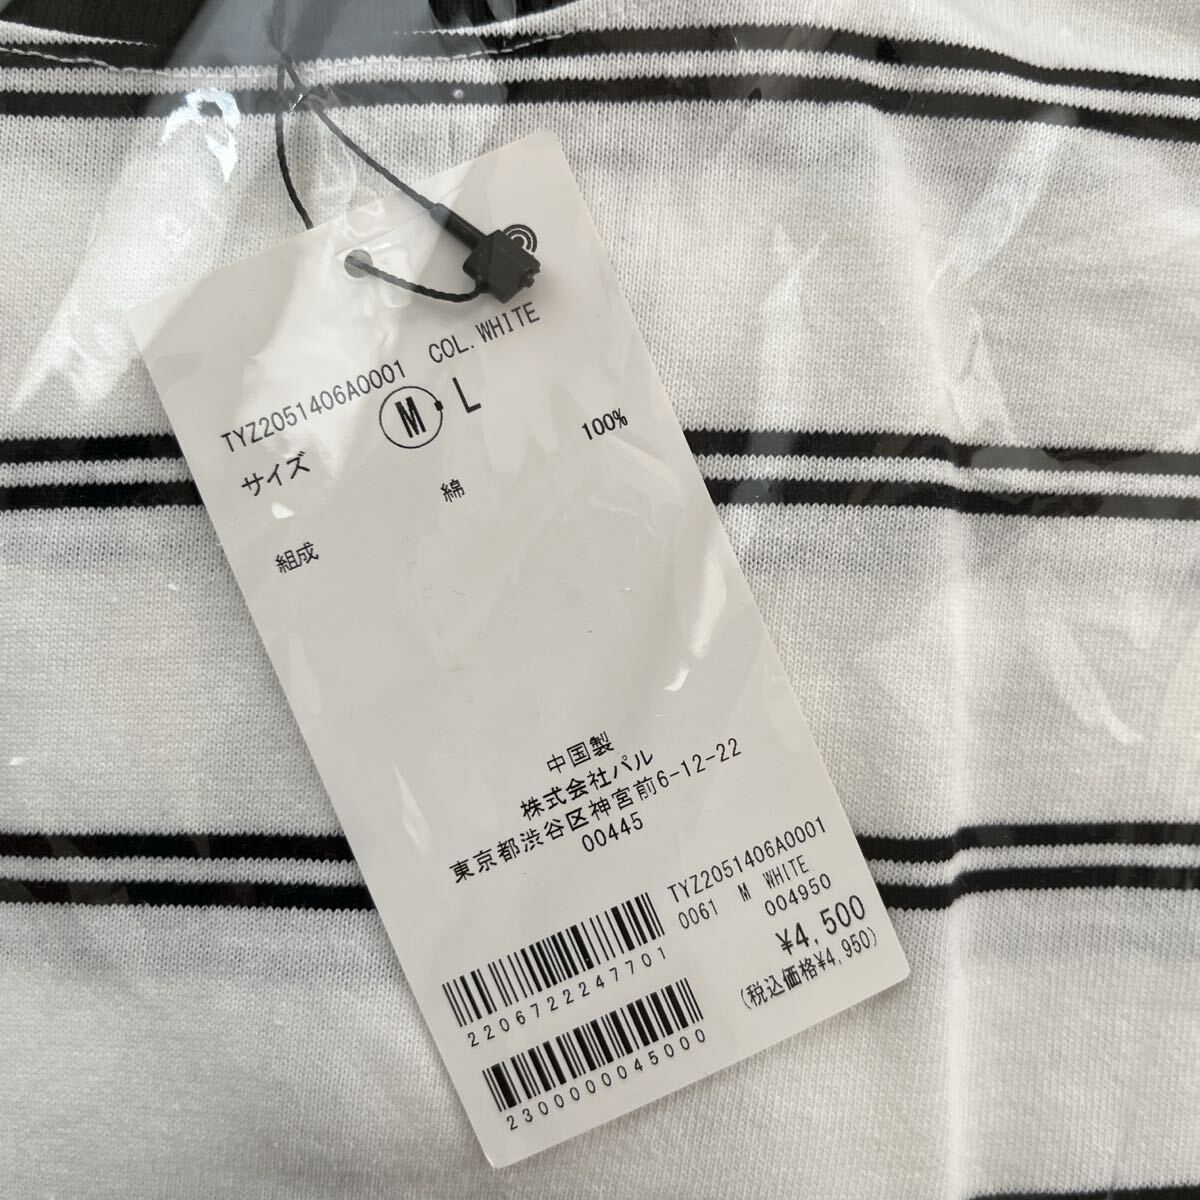 TYZ2051406A0001 COL.WHITE
サイズ M・L
組成 綿 100%
中国製
株式会社パル
東京都渋谷区神宮前6-12-22
00445
TYZ2051406A0001
0061 M WHITE
004950
¥4,500
(税込価格¥4,950)
2206722247701
2300000045000